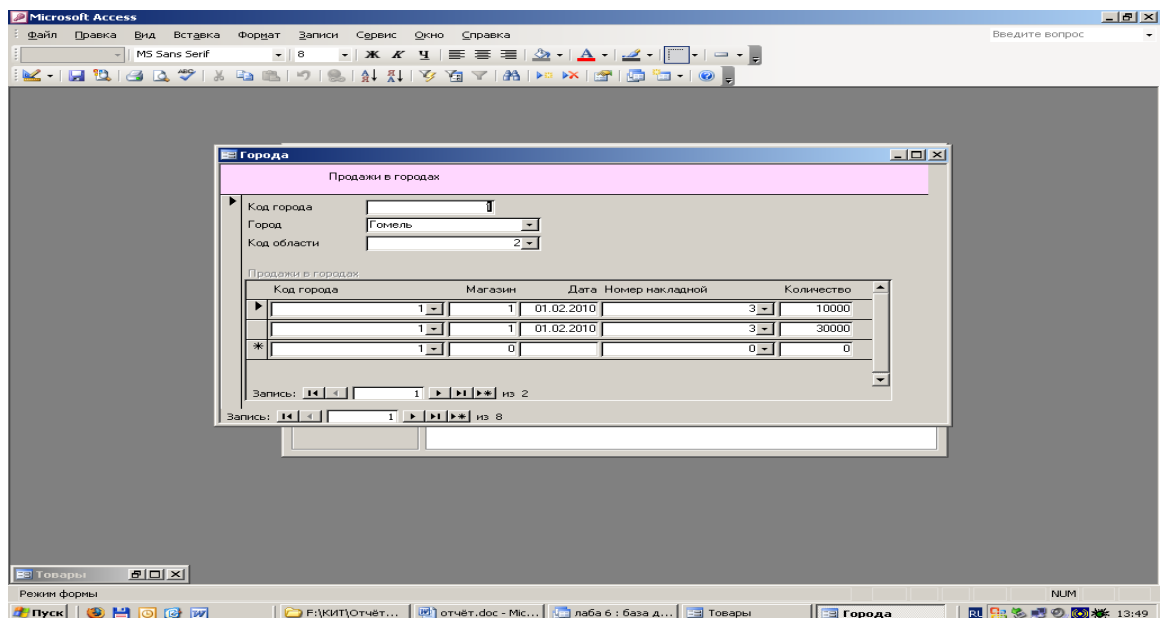 Microsoft Access
Файл Правка Вид Вставка Формат Записи Сервис Окно Справка Введите вопрос
MS Sans Serif 8 Ж К Ч
Города
Продажи в городах
Код города 1
Город Гомель
Код области 2
Продажи в городах
Код города Магазин Дата Номер накладной Количество
1 1 01.02.2010 3 10000
1 1 01.02.2010 3 30000
1 0 0 0
Запись: 1 из 2
Запись: 1 из 8
Товары
Режим формы NUM
Пуск F:\КИТ\Отчёт... отчёт.doc - Mic... лаба 6 : база д... Товары Города RU 13:49